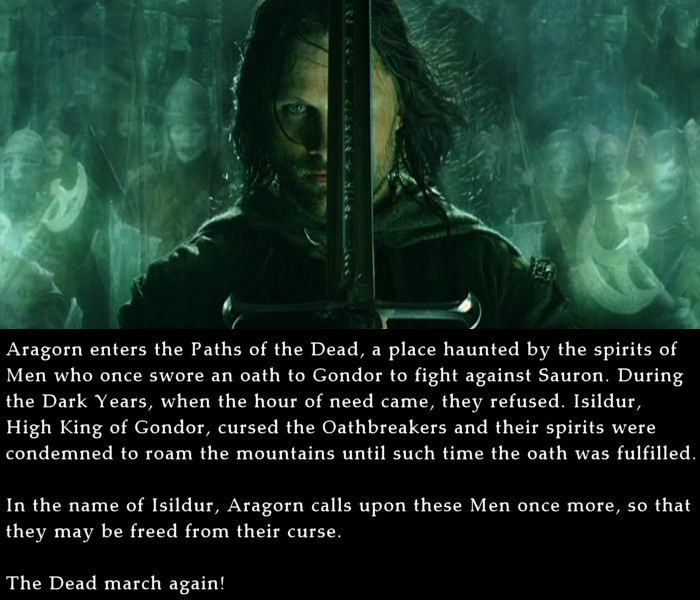 Aragorn enters the Paths of the Dead, a place haunted by the spirits of
Men who once swore an oath to Gondor to fight against Sauron. During
the Dark Years, when the hour of need came, they refused. Isildur,
High King of Gondor, cursed the Oathbreakers and their spirits were
condemned to roam the mountains until such time the oath was fulfilled.
In the name of Isildur, Aragorn calls upon these Men once more, so that
they may be freed from their curse.
The Dead march again!